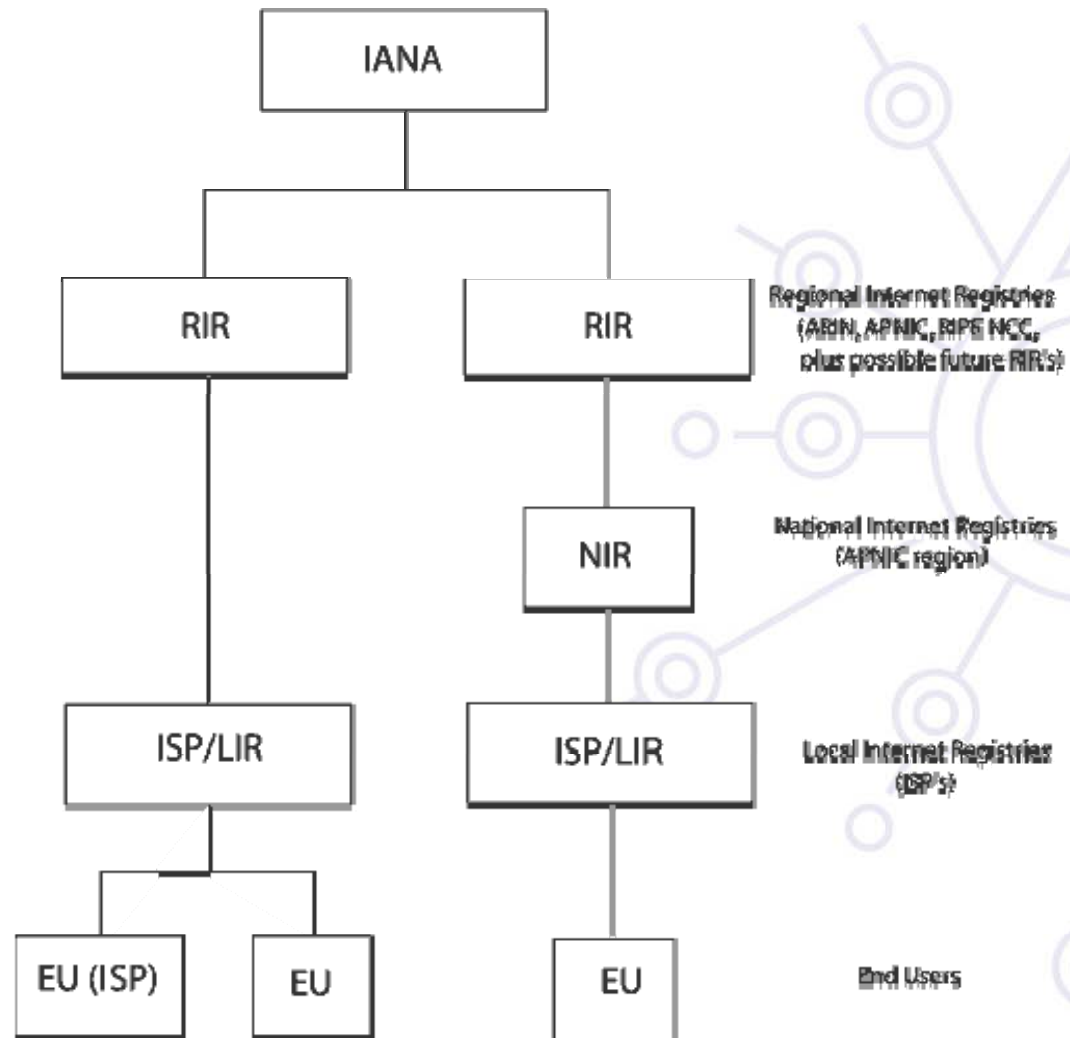 IANA
RIR
RIR
Regional Internet Registries
(ARIN, APNIC, RIPE NCC,
plus possible future RIR's)
NIR
National Internet Registries
(APNIC region)
ISP/LIR
ISP/LIR
Local Internet Registries
(ISP's)
EU (ISP)
EU
EU
End Users